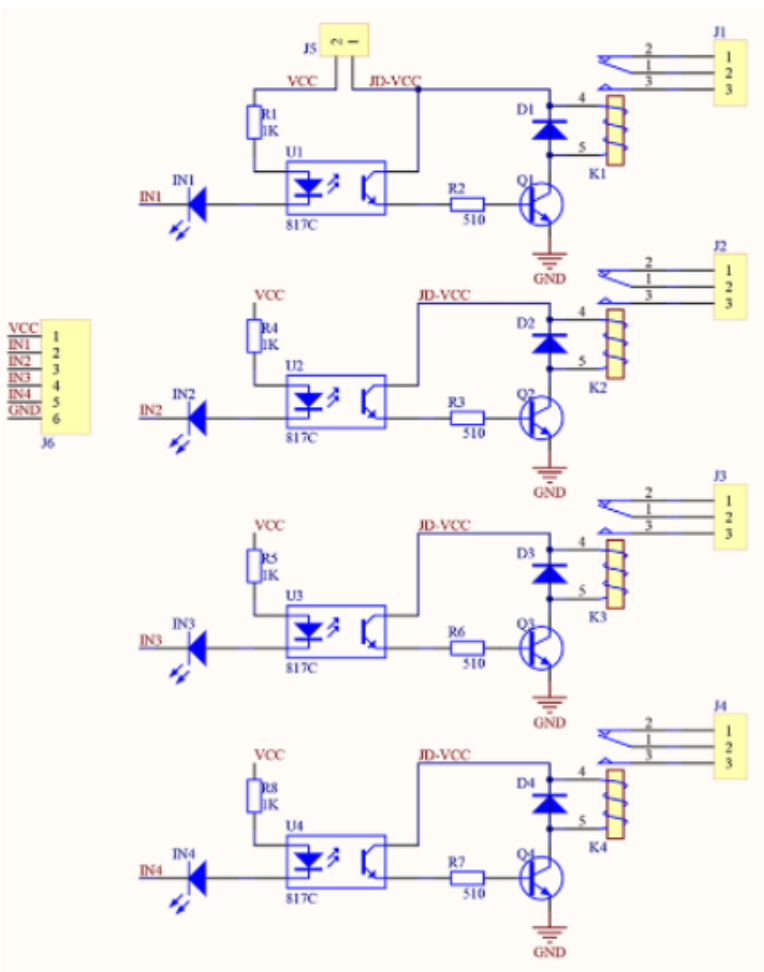 J5
2 1
VCC
JD-VCC
R1
1K
U1
817C
IN1
IN1
R2
510
D1
Q1
GND
4
5
K1
2
1
3
J1
1
2
3
VCC
R4
1K
U2
817C
IN2
IN2
JD-VCC
R3
510
D2
Q2
GND
4
5
K2
2
1
3
J2
1
2
3
VCC 1
IN1 2
IN2 3
IN3 4
IN4 5
GND 6
J6
VCC
R5
1K
U3
817C
IN3
IN3
JD-VCC
R6
510
D3
Q3
GND
4
5
K3
2
1
3
J3
1
2
3
VCC
R8
1K
U4
817C
IN4
IN4
JD-VCC
R7
510
D4
Q4
GND
4
5
K4
2
1
3
J4
1
2
3